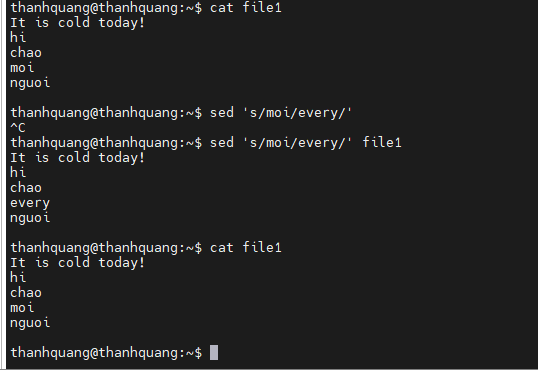 thanhquang@thanhquang:~$ cat file1
It is cold today!
hi
chao
moi
nguoi
thanhquang@thanhquang:~$ sed 's/moi/every/'
^C
thanhquang@thanhquang:~$ sed 's/moi/every/' file1
It is cold today!
hi
chao
every
nguoi
thanhquang@thanhquang:~$ cat file1
It is cold today!
hi
chao
moi
nguoi
thanhquang@thanhquang:~$